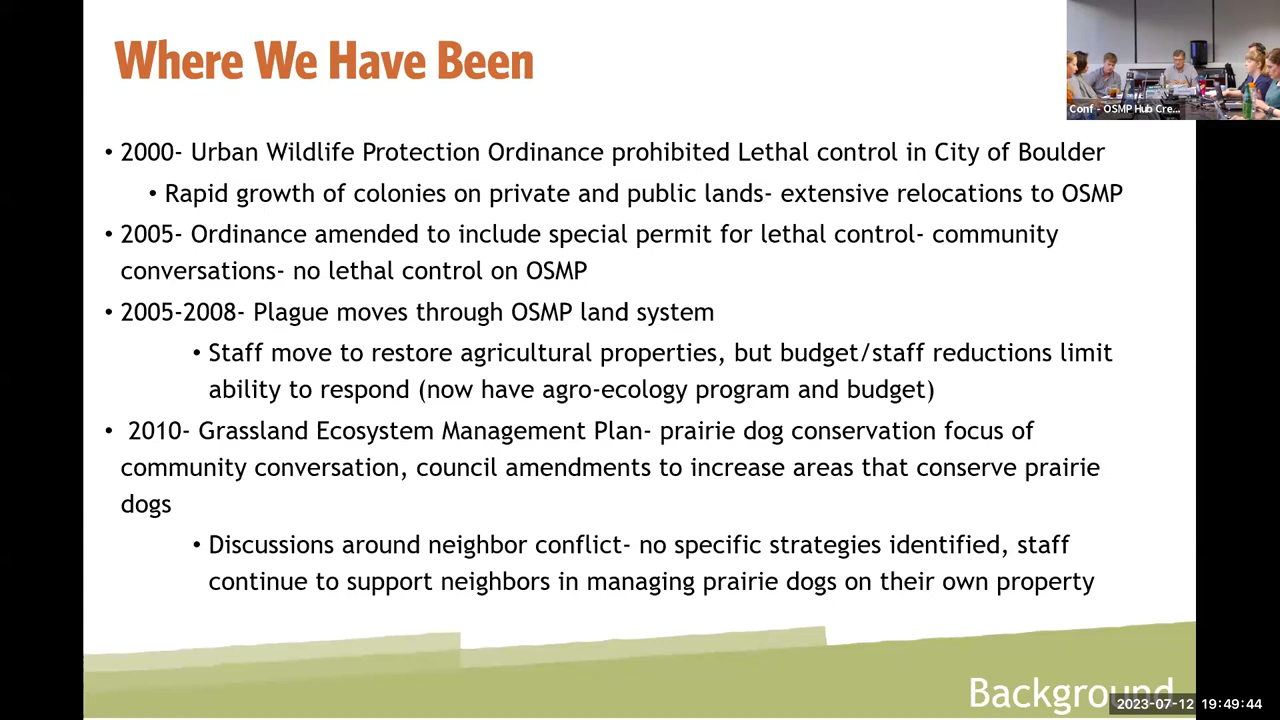 Where We Have Been
Conf - OSMP Hub Cre...
• 2000- Urban Wildlife Protection Ordinance prohibited Lethal control in City of Boulder
• Rapid growth of colonies on private and public lands- extensive relocations to OSMP
• 2005- Ordinance amended to include special permit for lethal control- community
conversations- no lethal control on OSMP
• 2005-2008- Plague moves through OSMP land system
• Staff move to restore agricultural properties, but budget/staff reductions limit
ability to respond (now have agro-ecology program and budget)
• 2010- Grassland Ecosystem Management Plan- prairie dog conservation focus of
community conversation, council amendments to increase areas that conserve prairie
dogs
• Discussions around neighbor conflict- no specific strategies identified, staff
continue to support neighbors in managing prairie dogs on their own property
Background
2023-07-12 19:49:44